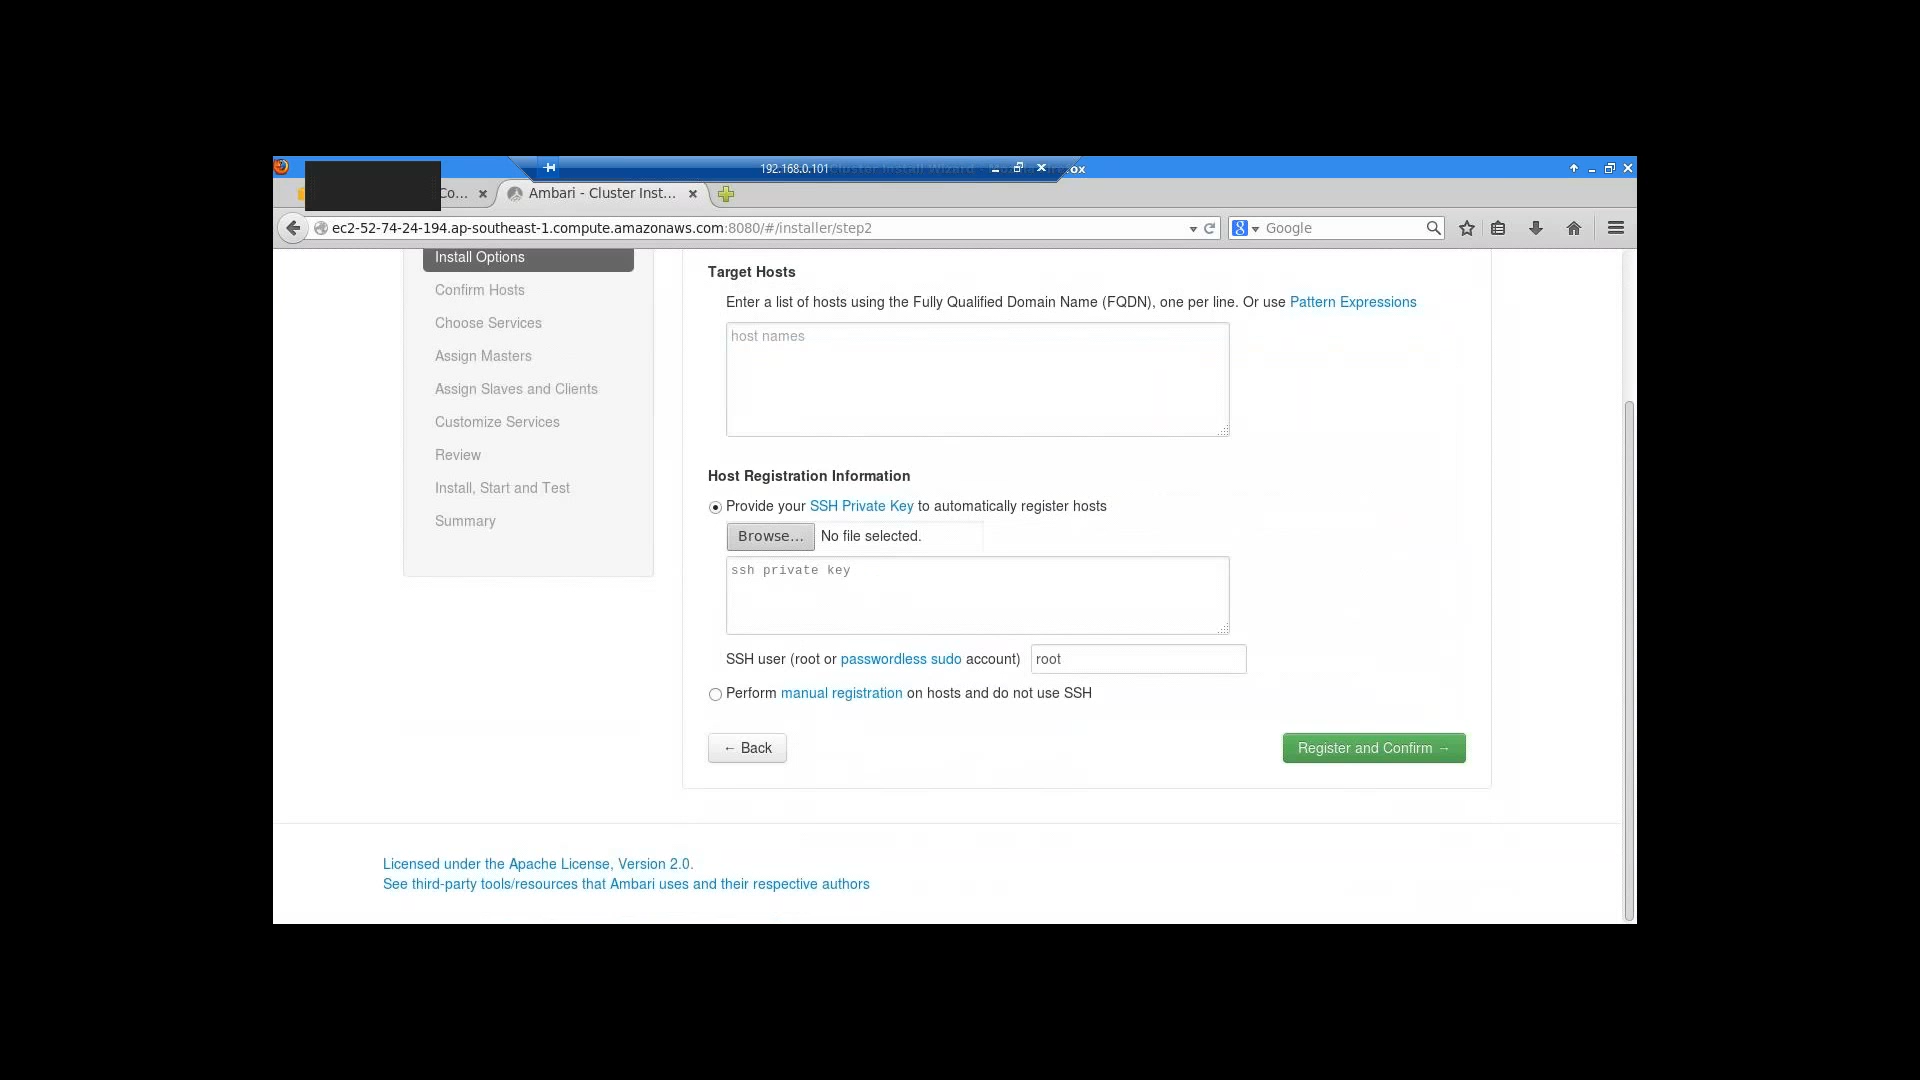 192.168.0.101
Co...
Ambari - Cluster Inst...
ec2-52-74-24-194.ap-southeast-1.compute.amazonaws.com:8080/#/installer/step2
Google
Install Options
Confirm Hosts
Choose Services
Assign Masters
Assign Slaves and Clients
Customize Services
Review
Install, Start and Test
Summary
Target Hosts
Enter a list of hosts using the Fully Qualified Domain Name (FQDN), one per line. Or use Pattern Expressions
host names
Host Registration Information
Provide your SSH Private Key to automatically register hosts
Browse... No file selected.
ssh private key
SSH user (root or passwordless sudo account) root
Perform manual registration on hosts and do not use SSH
← Back
Register and Confirm →
Licensed under the Apache License, Version 2.0.
See third-party tools/resources that Ambari uses and their respective authors